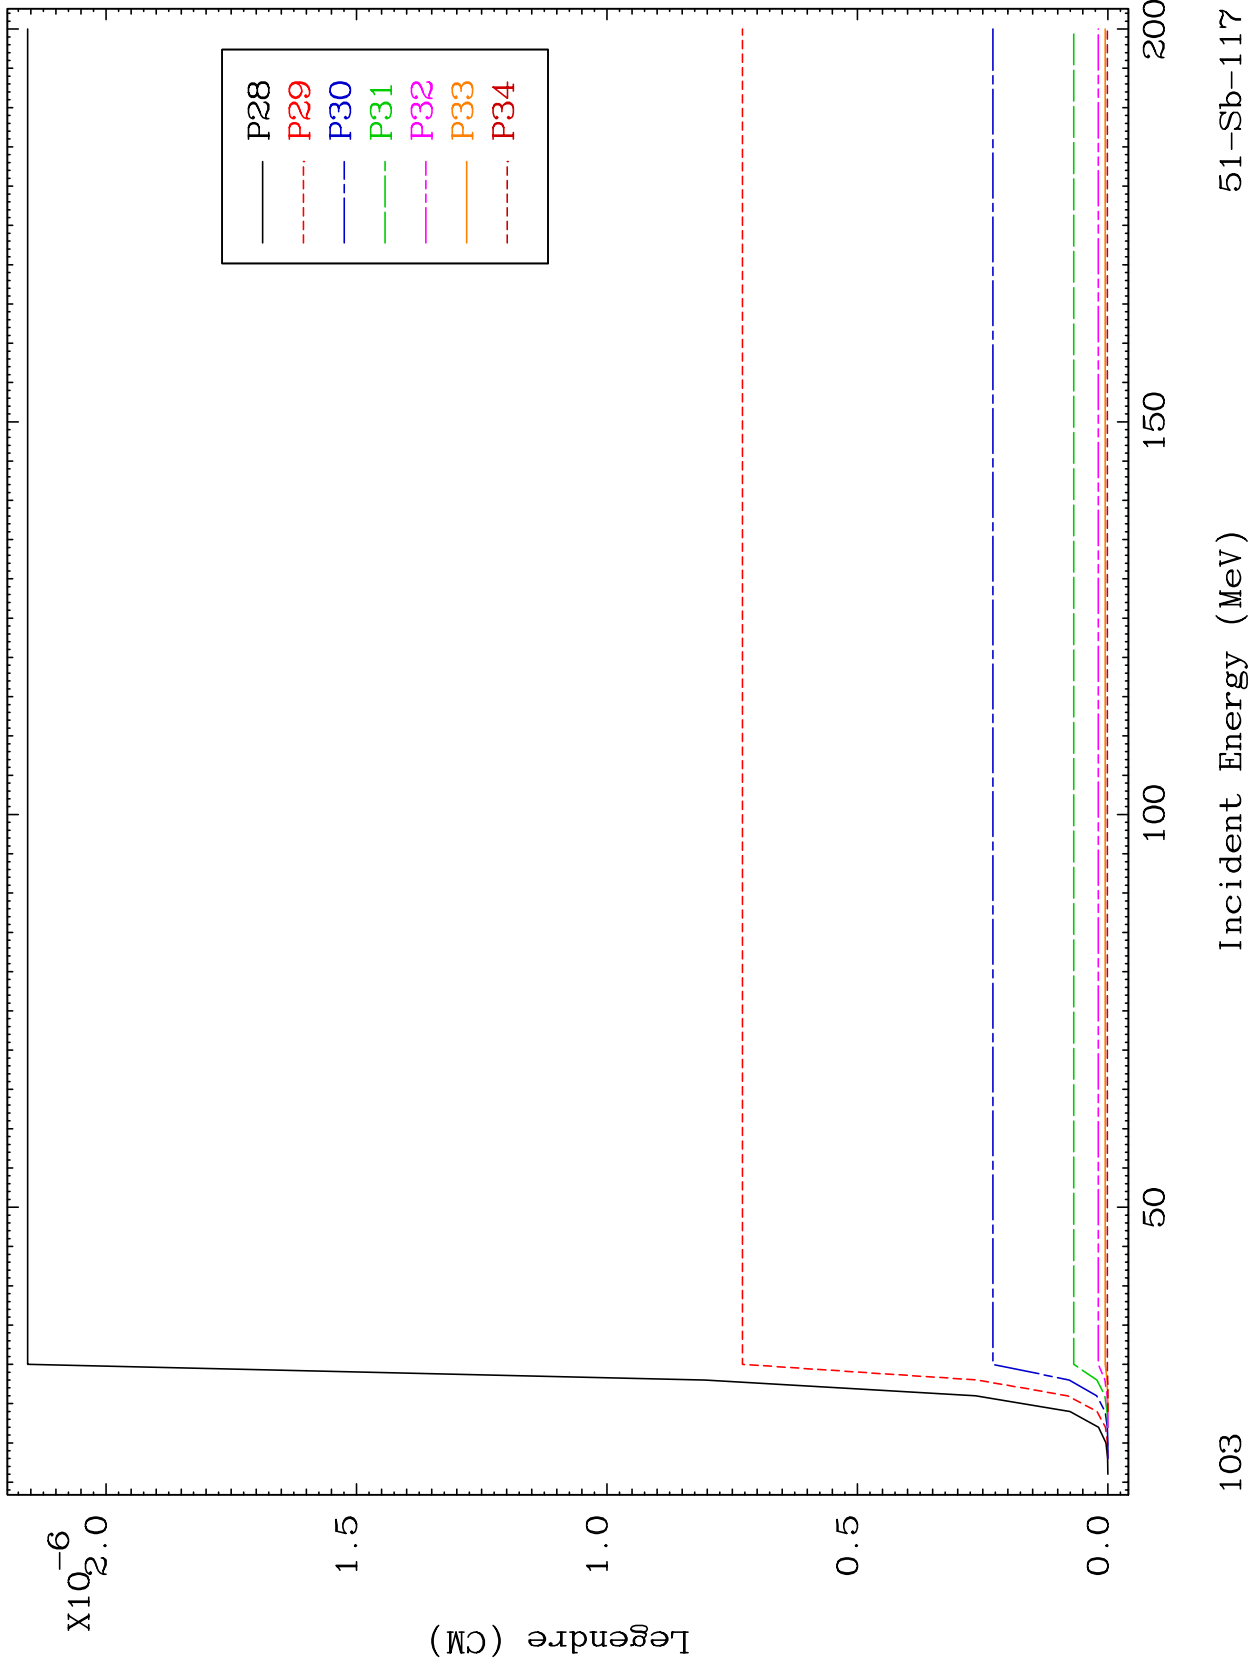 X10-6
2.0
1.5
1.0
0.5
0.0
Legendre (CM)
P28
P29
P30
P31
P32
P33
P34
50
100
150
200
Incident Energy (MeV)
103
51-Sb-117